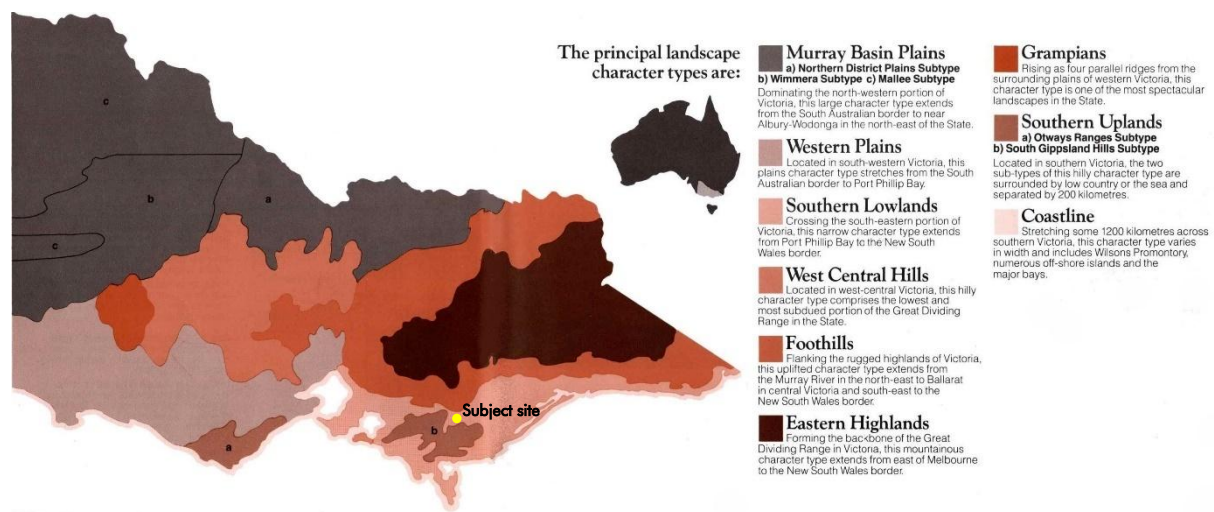 The principal landscape
character types are:
Murray Basin Plains
a) Northern District Plains Subtype
b) Wimmera Subtype c) Mallee Subtype
Dominating the north-western portion of
Victoria, this large character type extends
from the South Australian border to near
Albury-Wodonga in the north-east of the State.
Western Plains
Located in south-western Victoria, this
plains character type stretches from the South
Australian border to Port Phillip Bay.
Southern Lowlands
Crossing the south-eastern portion of
Victoria, this narrow character type extends
from Port Phillip Bay to the New South
Wales border.
West Central Hills
Located in west-central Victoria, this hilly
character type comprises the lowest and
most subdued portion of the Great Dividing
Range in the State.
Foothills
Flanking the rugged highlands of Victoria,
this uplifted character type extends from
the Murray River in the north-east to Ballarat
in central Victoria and south-east to the
New South Wales border.
Eastern Highlands
Forming the backbone of the Great
Dividing Range in Victoria, this mountainous
character type extends from east of Melbourne
to the New South Wales border.
Grampians
Rising as four parallel ridges from the
surrounding plains of western Victoria, this
character type is one of the most spectacular
landscapes in the State.
Southern Uplands
a) Otways Ranges Subtype
b) South Gippsland Hills Subtype
Located in southern Victoria, the two
sub-types of this hilly character type are
surrounded by low country or the sea and
separated by 200 kilometres.
Coastline
Stretching some 1200 kilometres across
southern Victoria, this character type varies
in width and includes Wilsons Promontory,
numerous off-shore islands and the
major bays.
c
b
a
c
Subject site
b
a